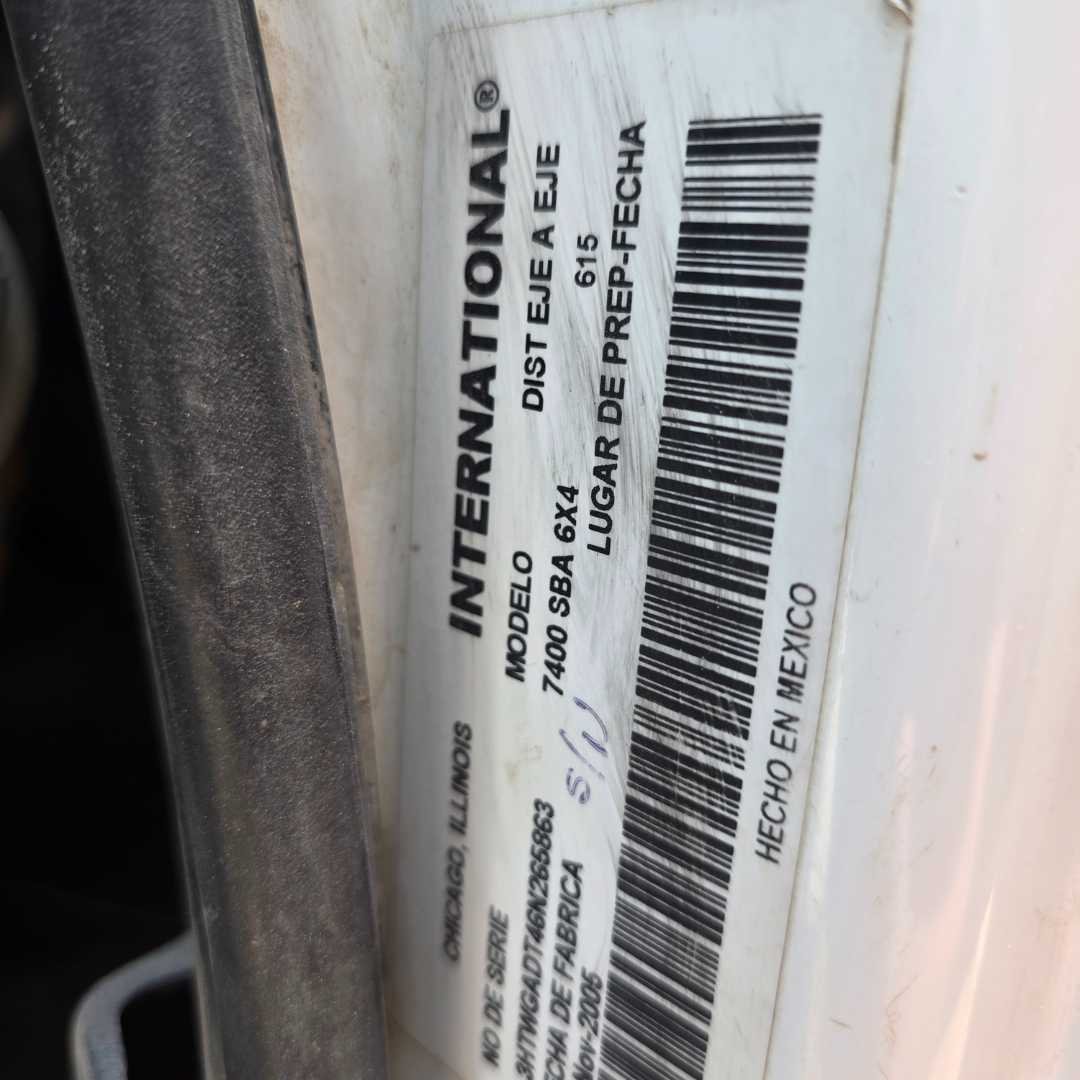 INTERNATIONAL®
CHICAGO, ILLINOIS
MODELO
DIST EJE A EJE
7400 SBA 6X4
615
LUGAR DE PREP-FECHA
NO DE SERIE
3HTWGADT46N265863
ECHA DE FABRICA
Nov-2005
S/N
HECHO EN MEXICO